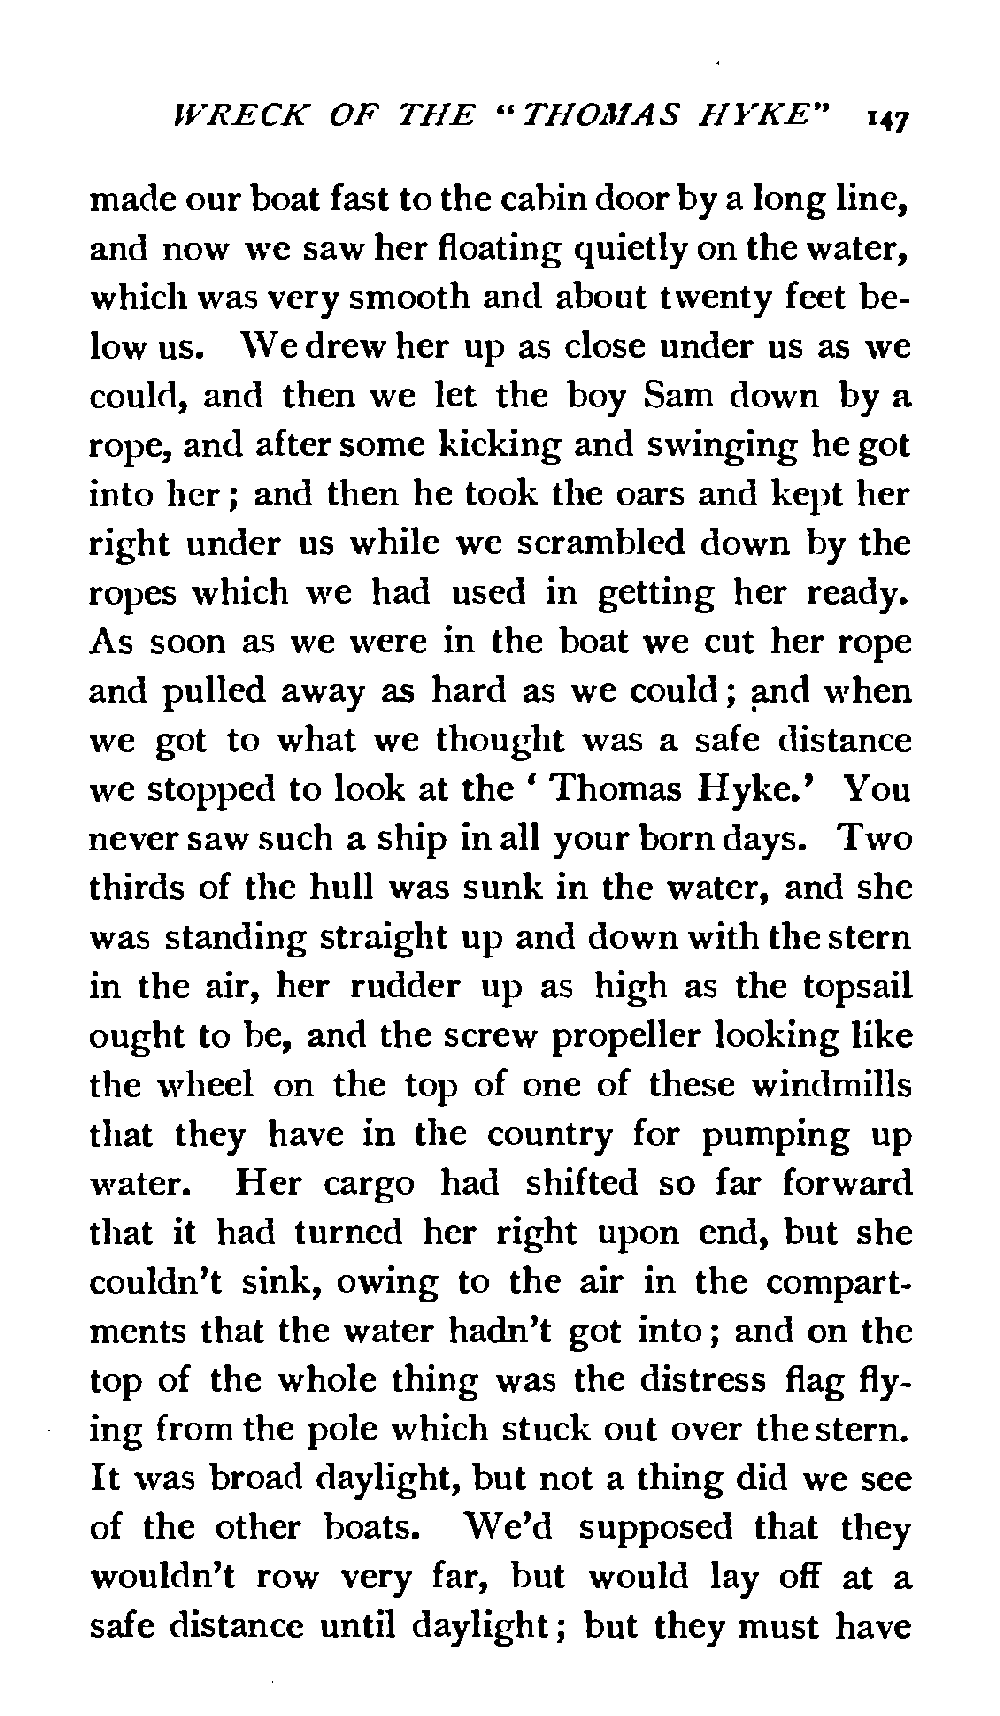 WRECK OF THE “THOMAS HYKE” 147
made our boat fast to the cabin door by a long line,
and now we saw her floating quietly on the water,
which was very smooth and about twenty feet be-
low us. We drew her up as close under us as we
could, and then we let the boy Sam down by a
rope, and after some kicking and swinging he got
into her; and then he took the oars and kept her
right under us while we scrambled down by the
ropes which we had used in getting her ready.
As soon as we were in the boat we cut her rope
and pulled away as hard as we could; and when
we got to what we thought was a safe distance
we stopped to look at the ‘Thomas Hyke.’ You
never saw such a ship in all your born days. Two
thirds of the hull was sunk in the water, and she
was standing straight up and down with the stern
in the air, her rudder up as high as the topsail
ought to be, and the screw propeller looking like
the wheel on the top of one of these windmills
that they have in the country for pumping up
water. Her cargo had shifted so far forward
that it had turned her right upon end, but she
couldn’t sink, owing to the air in the compart-
ments that the water hadn’t got into; and on the
top of the whole thing was the distress flag fly-
ing from the pole which stuck out over the stern.
It was broad daylight, but not a thing did we see
of the other boats. We’d supposed that they
wouldn’t row very far, but would lay off at a
safe distance until daylight; but they must have